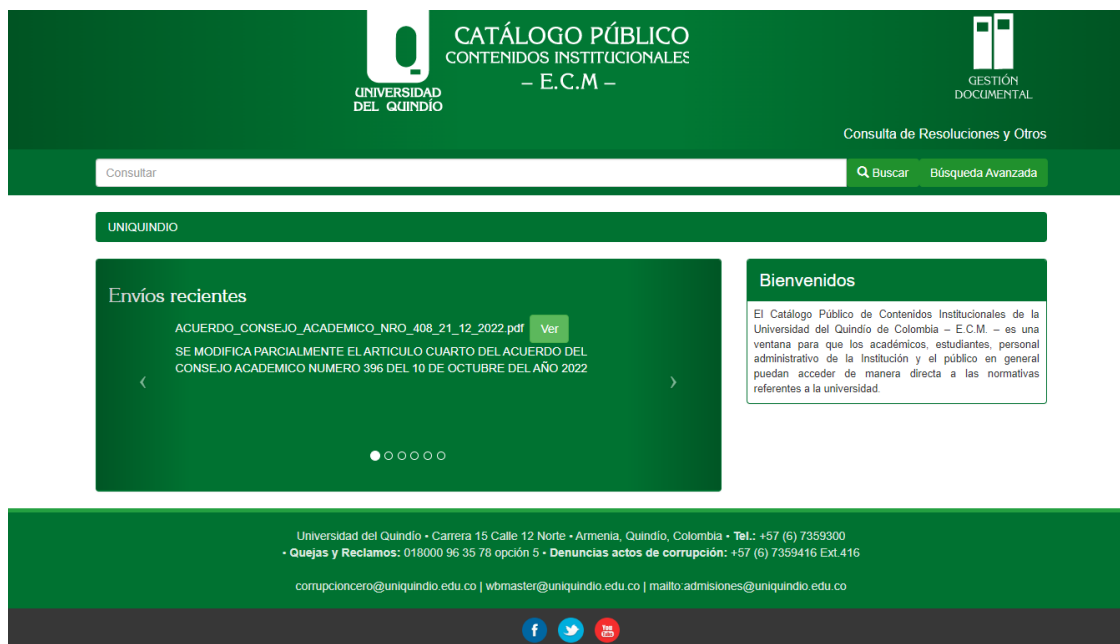 UNIVERSIDAD
DEL QUINDÍO
CATÁLOGO PÚBLICO
CONTENIDOS INSTITUCIONALES
– E.C.M –
GESTIÓN
DOCUMENTAL
Consulta de Resoluciones y Otros
Consultar
Buscar
Búsqueda Avanzada
UNIQUINDIO
Envíos recientes
ACUERDO_CONSEJO_ACADEMICO_NRO_408_21_12_2022.pdf Ver
SE MODIFICA PARCIALMENTE EL ARTICULO CUARTO DEL ACUERDO DEL
CONSEJO ACADEMICO NUMERO 396 DEL 10 DE OCTUBRE DEL AÑO 2022
‹
›
Bienvenidos
El Catálogo Público de Contenidos Institucionales de la
Universidad del Quindío de Colombia – E.C.M. – es una
ventana para que los académicos, estudiantes, personal
administrativo de la Institución y el público en general
puedan acceder de manera directa a las normativas
referentes a la universidad.
Universidad del Quindío • Carrera 15 Calle 12 Norte • Armenia, Quindío, Colombia • Tel.: +57 (6) 7359300
• Quejas y Reclamos: 018000 96 35 78 opción 5 • Denuncias actos de corrupción: +57 (6) 7359416 Ext.416
corrupcioncero@uniquindio.edu.co | wbmaster@uniquindio.edu.co | mailto:admisiones@uniquindio.edu.co
f
You
Tube